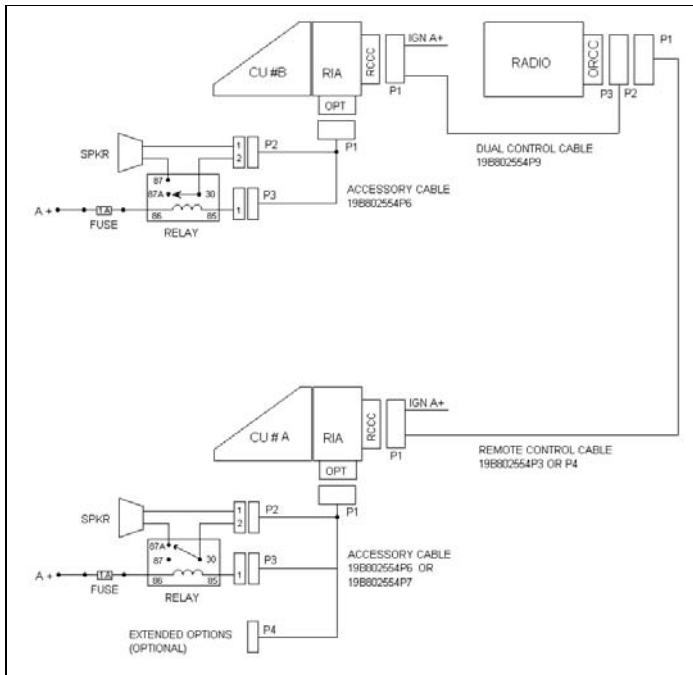 IGN A+
P1
CU #B
RIA
RCCC
RADIO
ORCC
P1
P3
P2
OPT
P1
DUAL CONTROL CABLE
19B802554P9
SPKR
1
2
P2
87
87A
30
A+
1A
86
85
1
P3
ACCESSORY CABLE
19B802554P6
FUSE
RELAY
IGN A+
CU # A
RIA
RCCC
P1
REMOTE CONTROL CABLE
19B802554P3 OR P4
OPT
P1
SPKR
1
2
P2
87A
87
30
A+
1A
86
85
1
P3
ACCESSORY CABLE
19B802554P6 OR
19B802554P7
FUSE
RELAY
EXTENDED OPTIONS
(OPTIONAL)
P4